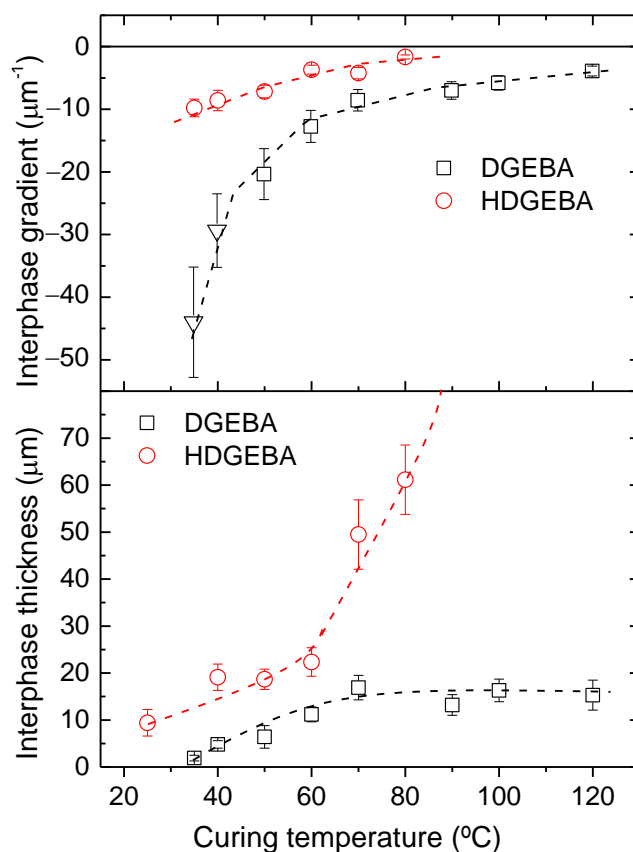 0
−10
−20
−30
−40
−50
Interphase gradient (μm⁻¹)
DGEBA
HDGEBA
DGEBA
HDGEBA
70
60
50
40
30
20
10
0
Interphase thickness (μm)
20 40 60 80 100 120
Curing temperature (ºC)